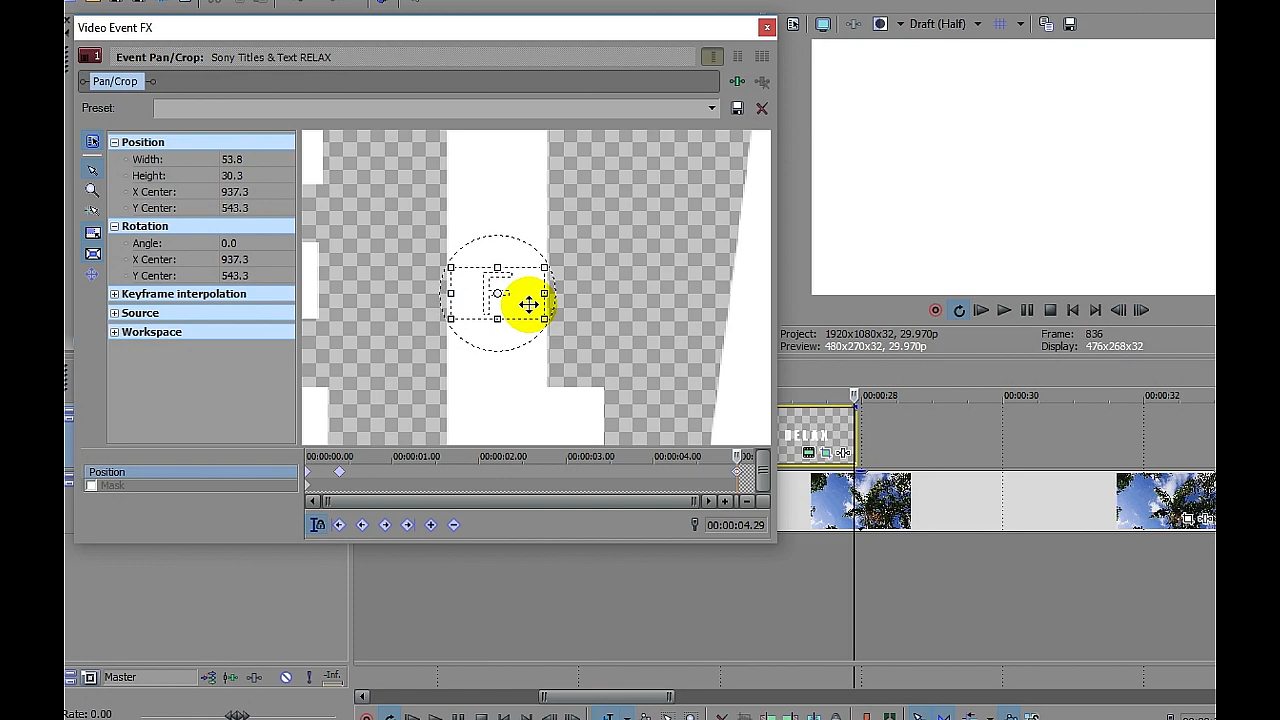 Video Event FX
Event Pan/Crop: Sony Titles & Text RELAX
Pan/Crop
Preset:
Position
Width: 53.8
Height: 30.3
X Center: 937.3
Y Center: 543.3
Rotation
Angle: 0.0
X Center: 937.3
Y Center: 543.3
Keyframe interpolation
Source
Workspace
00:00:00.00 00:00:01.00 00:00:02.00 00:00:03.00 00:00:04.00
Position
Mask
00:00:04.29
Draft (Half)
Project: 1920x1080x32, 29.970p
Preview: 480x270x32, 29.970p
Frame: 836
Display: 476x268x32
00:00:28 00:00:30 00:00:32
RELAX
Master
-Inf.
Rate: 0.00